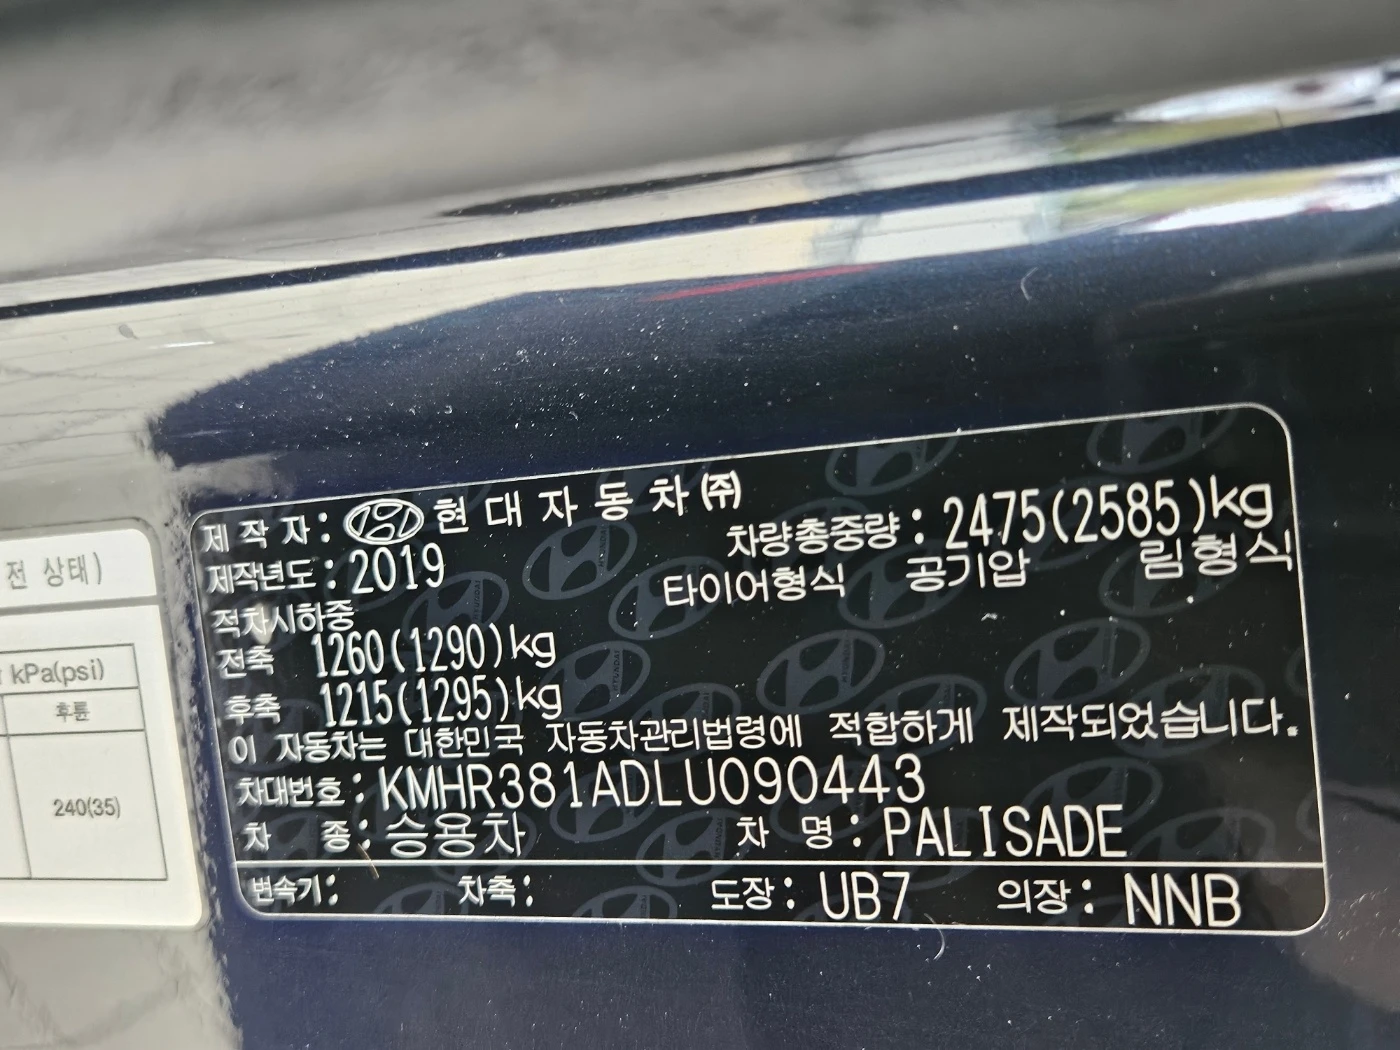 전 상태)
kPa(psi)
후륜
240(35)
제 작 자 : 현 대 자 동 차 ㈜
제작년도 : 2019
차량총중량 : 2475(2585)kg
타이어형식 공기압 림형식
적차시하중
전축 1260(1290)kg
후축 1215(1295)kg
이 자동차는 대한민국 자동차관리법령에 적합하게 제작되었습니다.
차대번호 : KMHR381ADLU090443
차 종 : 승용차 차 명 : PALISADE
변속기 : 차축 : 도장 : UB7 의장 : NNB